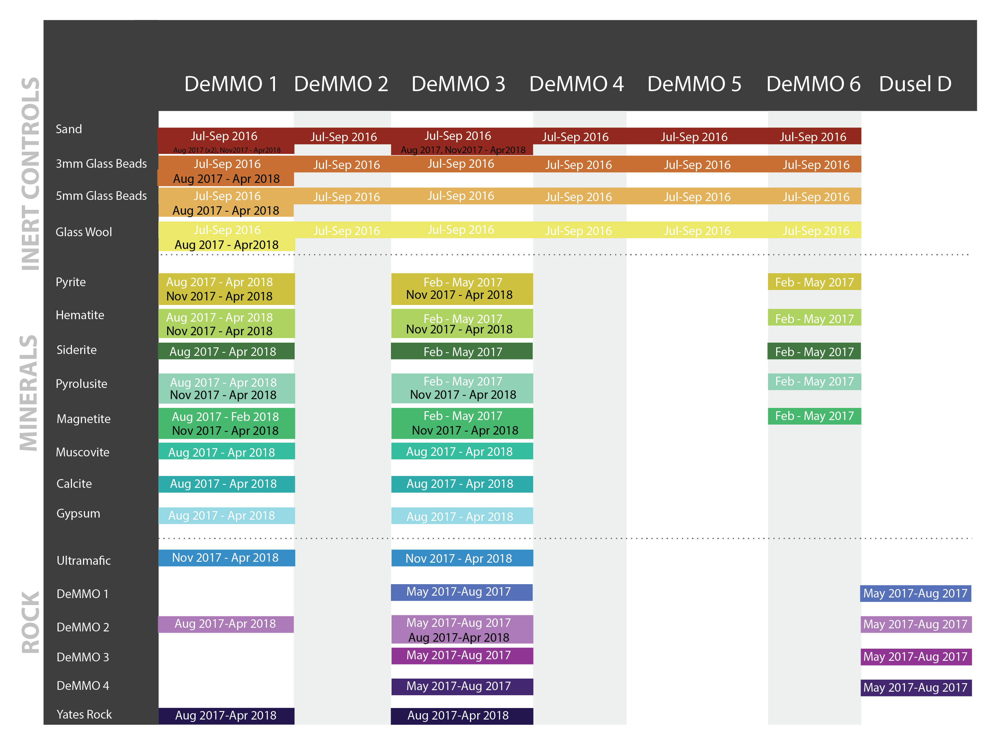 DeMMO 1 DeMMO 2 DeMMO 3 DeMMO 4 DeMMO 5 DeMMO 6 Dusel D
INERT CONTROLS
Sand Jul-Sep 2016 Jul-Sep 2016 Jul-Sep 2016 Jul-Sep 2016 Jul-Sep 2016 Jul-Sep 2016
Aug 2017 (x2), Nov2017 - Apr2018 Aug 2017, Nov2017 - Apr2018
3mm Glass Beads Jul-Sep 2016 Jul-Sep 2016 Jul-Sep 2016 Jul-Sep 2016 Jul-Sep 2016 Jul-Sep 2016
Aug 2017 - Apr 2018
5mm Glass Beads Jul-Sep 2016 Jul-Sep 2016 Jul-Sep 2016 Jul-Sep 2016 Jul-Sep 2016 Jul-Sep 2016
Aug 2017 - Apr 2018
Glass Wool Jul-Sep 2016 Jul-Sep 2016 Jul-Sep 2016 Jul-Sep 2016 Jul-Sep 2016 Jul-Sep 2016
Aug 2017 - Apr2018
MINERALS
Pyrite Aug 2017 - Apr 2018 Feb - May 2017 Feb - May 2017
Nov 2017 - Apr 2018 Nov 2017 - Apr 2018
Hematite Aug 2017 - Apr 2018 Feb - May 2017 Feb - May 2017
Nov 2017 - Apr 2018 Nov 2017 - Apr 2018
Siderite Aug 2017 - Apr 2018 Feb - May 2017 Feb - May 2017
Pyrolusite Aug 2017 - Apr 2018 Feb - May 2017 Feb - May 2017
Nov 2017 - Apr 2018 Nov 2017 - Apr 2018
Magnetite Aug 2017 - Feb 2018 Feb - May 2017 Feb - May 2017
Nov 2017 - Apr 2018 Nov 2017 - Apr 2018
Muscovite Aug 2017 - Apr 2018 Aug 2017 - Apr 2018
Calcite Aug 2017 - Apr 2018 Aug 2017 - Apr 2018
Gypsum Aug 2017 - Apr 2018 Aug 2017 - Apr 2018
ROCK
Ultramafic Nov 2017 - Apr 2018 Nov 2017 - Apr 2018
DeMMO 1 May 2017-Aug 2017 May 2017-Aug 2017
DeMMO 2 Aug 2017-Apr 2018 May 2017-Aug 2017 May 2017-Aug 2017
Aug 2017-Apr 2018
DeMMO 3 May 2017-Aug 2017 May 2017-Aug 2017
DeMMO 4 May 2017-Aug 2017 May 2017-Aug 2017
Yates Rock Aug 2017-Apr 2018 Aug 2017-Apr 2018